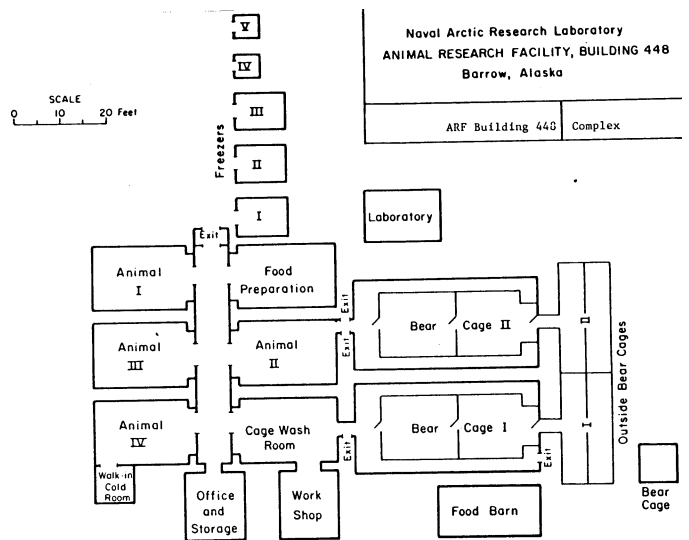 Naval Arctic Research Laboratory
ANIMAL RESEARCH FACILITY, BUILDING 448
Barrow, Alaska
ARF Building 448 Complex
SCALE
0 10 20 Feet
V
IV
III
II
I
Freezers
Exit
Laboratory
Animal
I
Food
Preparation
Animal
III
Animal
II
Exit
Exit
Bear Cage II
II
Animal
IV
Cage Wash
Room
Exit
Bear Cage I
I
Exit
Outside Bear Cages
Walk-in
Cold
Room
Office
and
Storage
Work
Shop
Food Barn
Bear
Cage